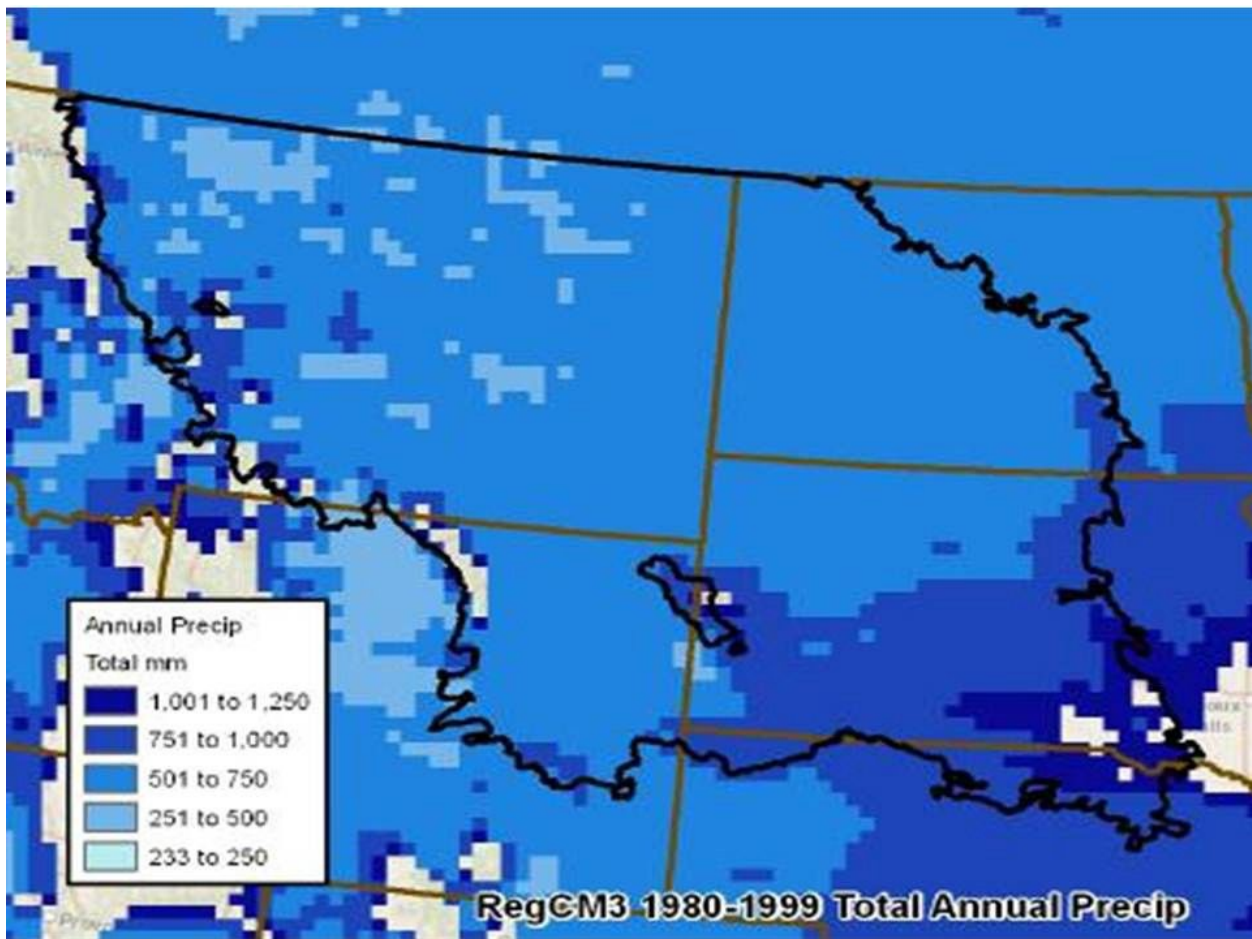 Annual Precip
Total mm
1,001 to 1,250
751 to 1,000
501 to 750
251 to 500
233 to 250
RegCM3 1980-1999 Total Annual Precip